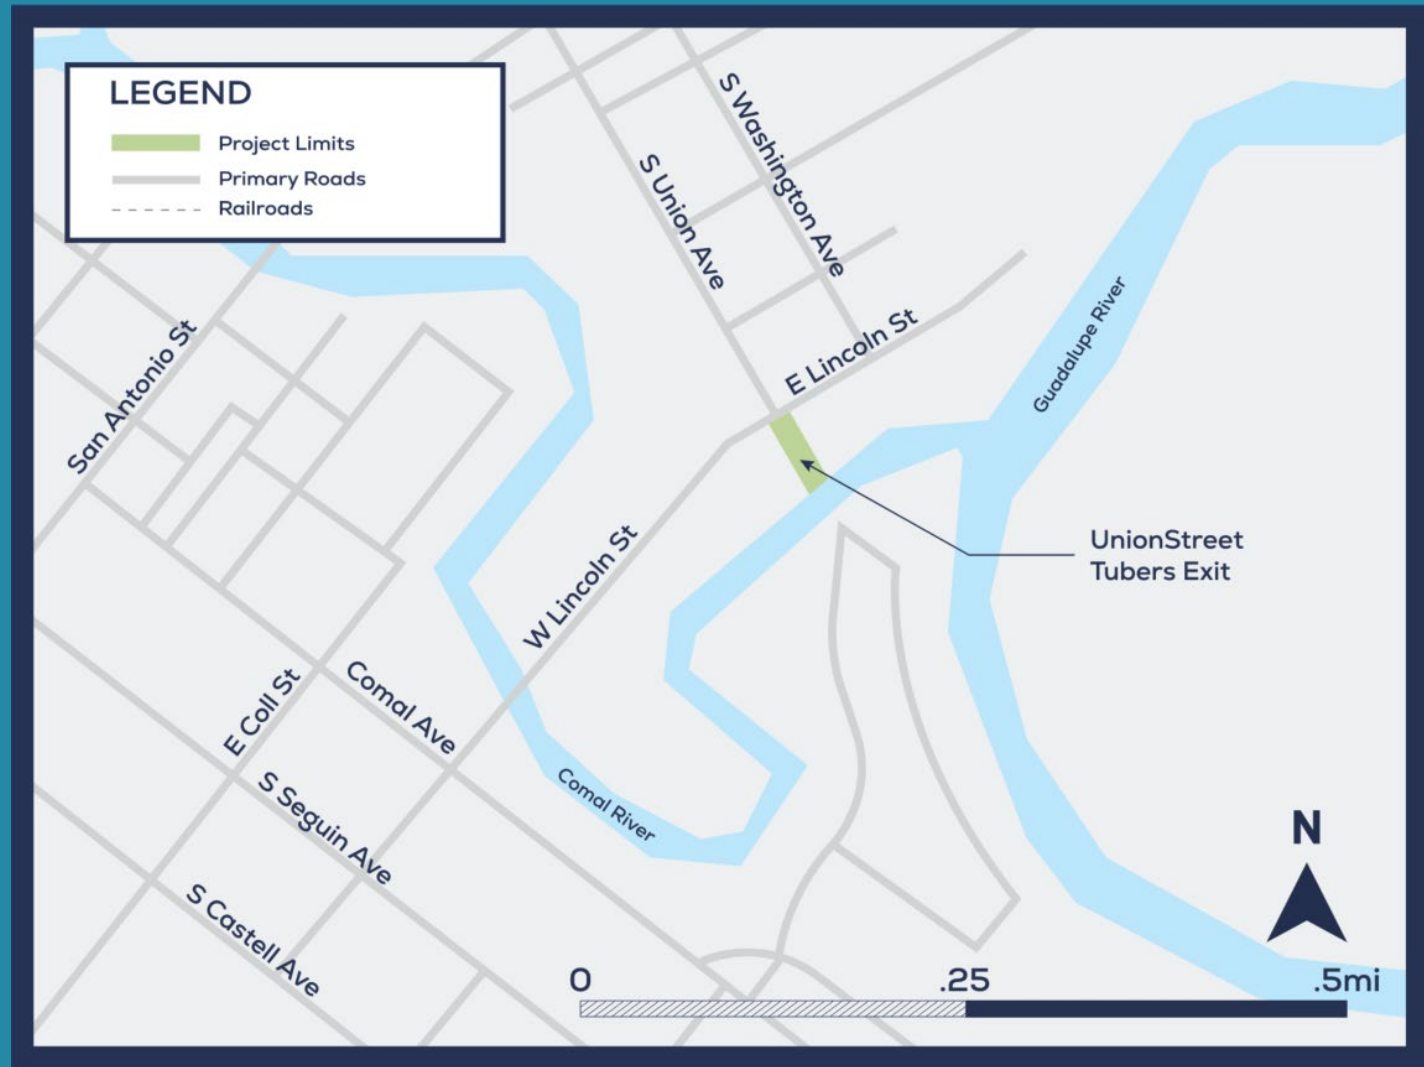 LEGEND
Project Limits
Primary Roads
Railroads
S Washington Ave
S Union Ave
E Lincoln St
Guadalupe River
San Antonio St
UnionStreet
Tubers Exit
W Lincoln St
E Coll St
Comal Ave
Comal River
S Seguin Ave
S Castell Ave
N
0 .25 .5mi